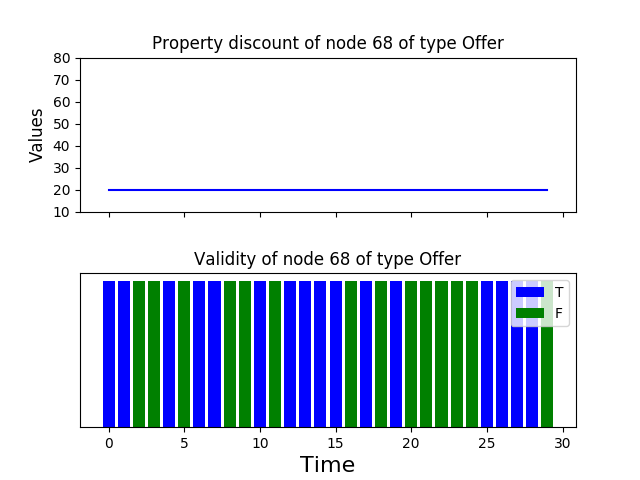 Property discount of node 68 of type Offer
80
70
60
50
40
30
20
10
Values
Validity of node 68 of type Offer
T
F
0 5 10 15 20 25 30
Time